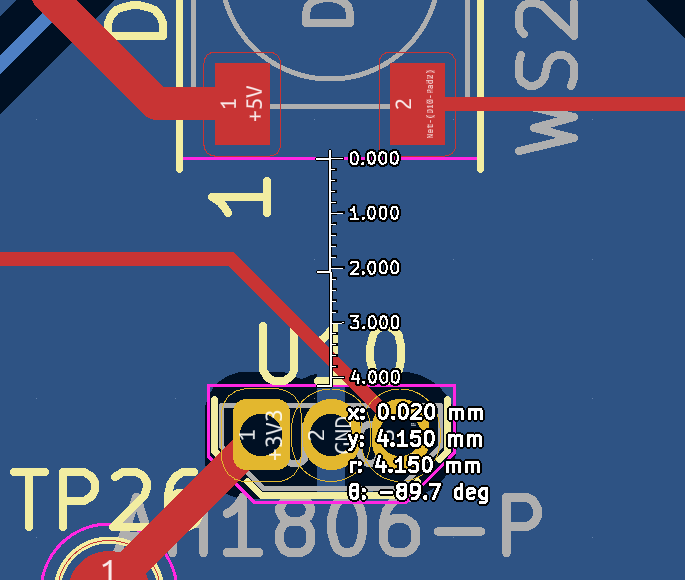 D
D
WS2
1
+5V
2
Net-(D10-Pad2)
0.000
1
1.000
2.000
3.000
4.000
1
+3V3
2
GND
x: 0.020 mm
y: 4.150 mm
r: 4.150 mm
θ: -89.7 deg
TP26
AH1806-P
1